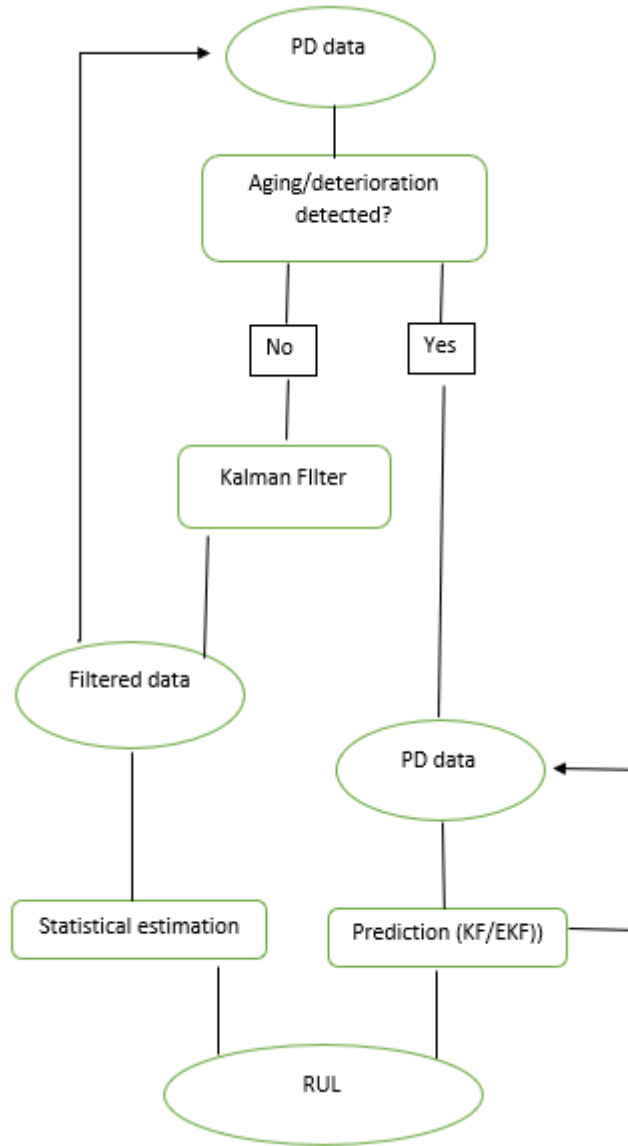 PD data
Aging/deterioration
detected?
No
Yes
Kalman FIlter
Filtered data
PD data
Statistical estimation
Prediction (KF/EKF))
RUL